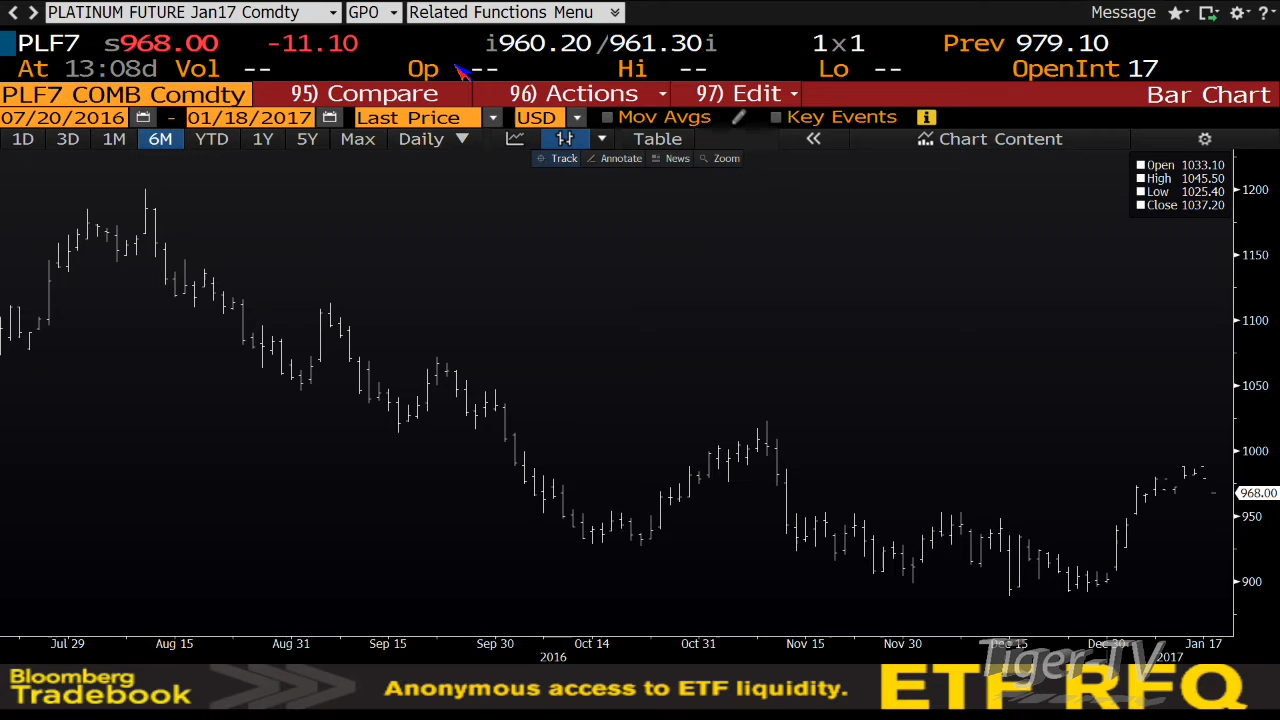 PLATINUM FUTURE Jan17 Comdty GPO Related Functions Menu Message ?
PLF7 s968.00 -11.10 i960.20 /961.30i 1x1 Prev 979.10
At 13:08d Vol -- Op -- Hi -- Lo -- OpenInt 17
PLF7 COMB Comdty 95) Compare 96) Actions 97) Edit Bar Chart
07/20/2016 - 01/18/2017 Last Price USD Mov Avgs Key Events i
1D 3D 1M 6M YTD 1Y 5Y Max Daily Table « Chart Content
Track Annotate News Zoom
Open 1033.10
High 1045.50
Low 1025.40
Close 1037.20
1200
1150
1100
1050
1000
968.00
950
900
Jul 29 Aug 15 Aug 31 Sep 15 Sep 30 Oct 14 Oct 31 Nov 15 Nov 30 Dec 15 Dec 30 Jan 17
2016 2017
TigerTV
Bloomberg
Tradebook
Anonymous access to ETF liquidity.
ETF RFQ